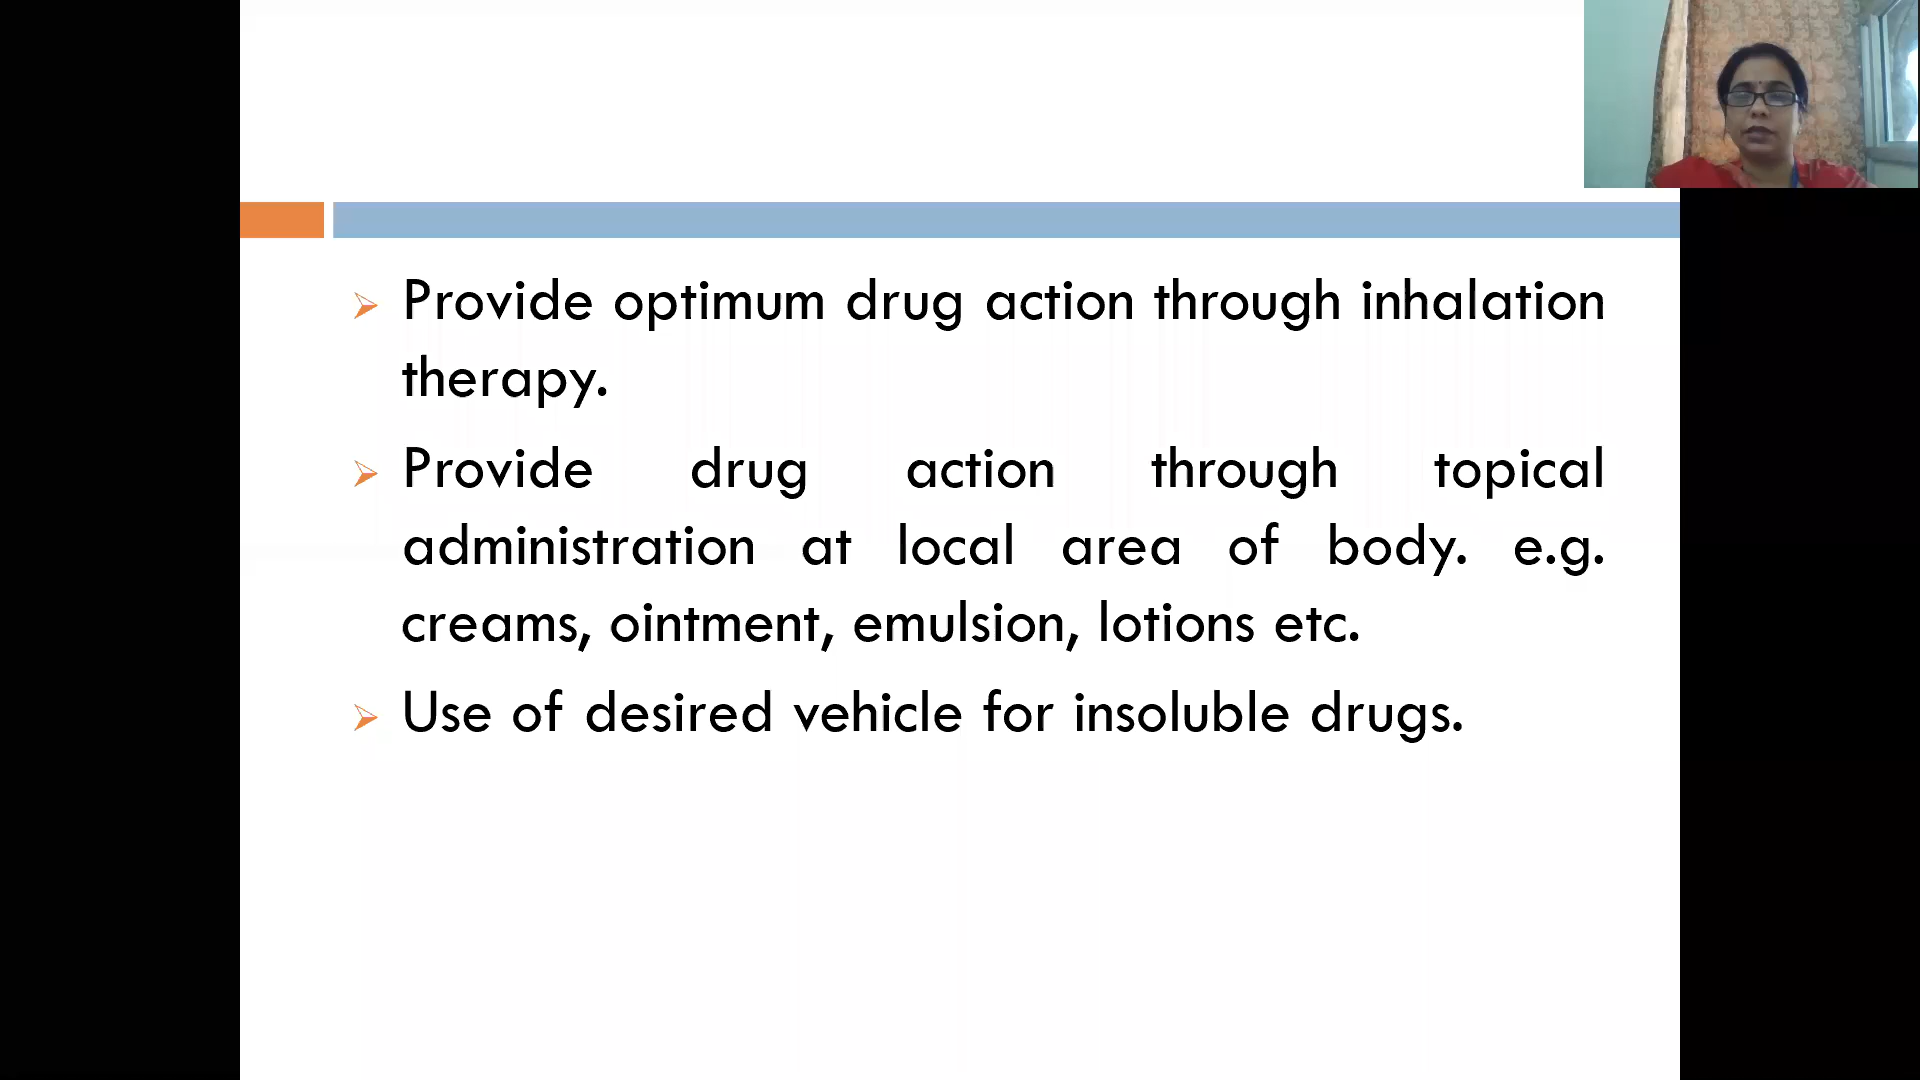 Provide optimum drug action through inhalation
therapy.
Provide drug action through topical
administration at local area of body. e.g.
creams, ointment, emulsion, lotions etc.
Use of desired vehicle for insoluble drugs.